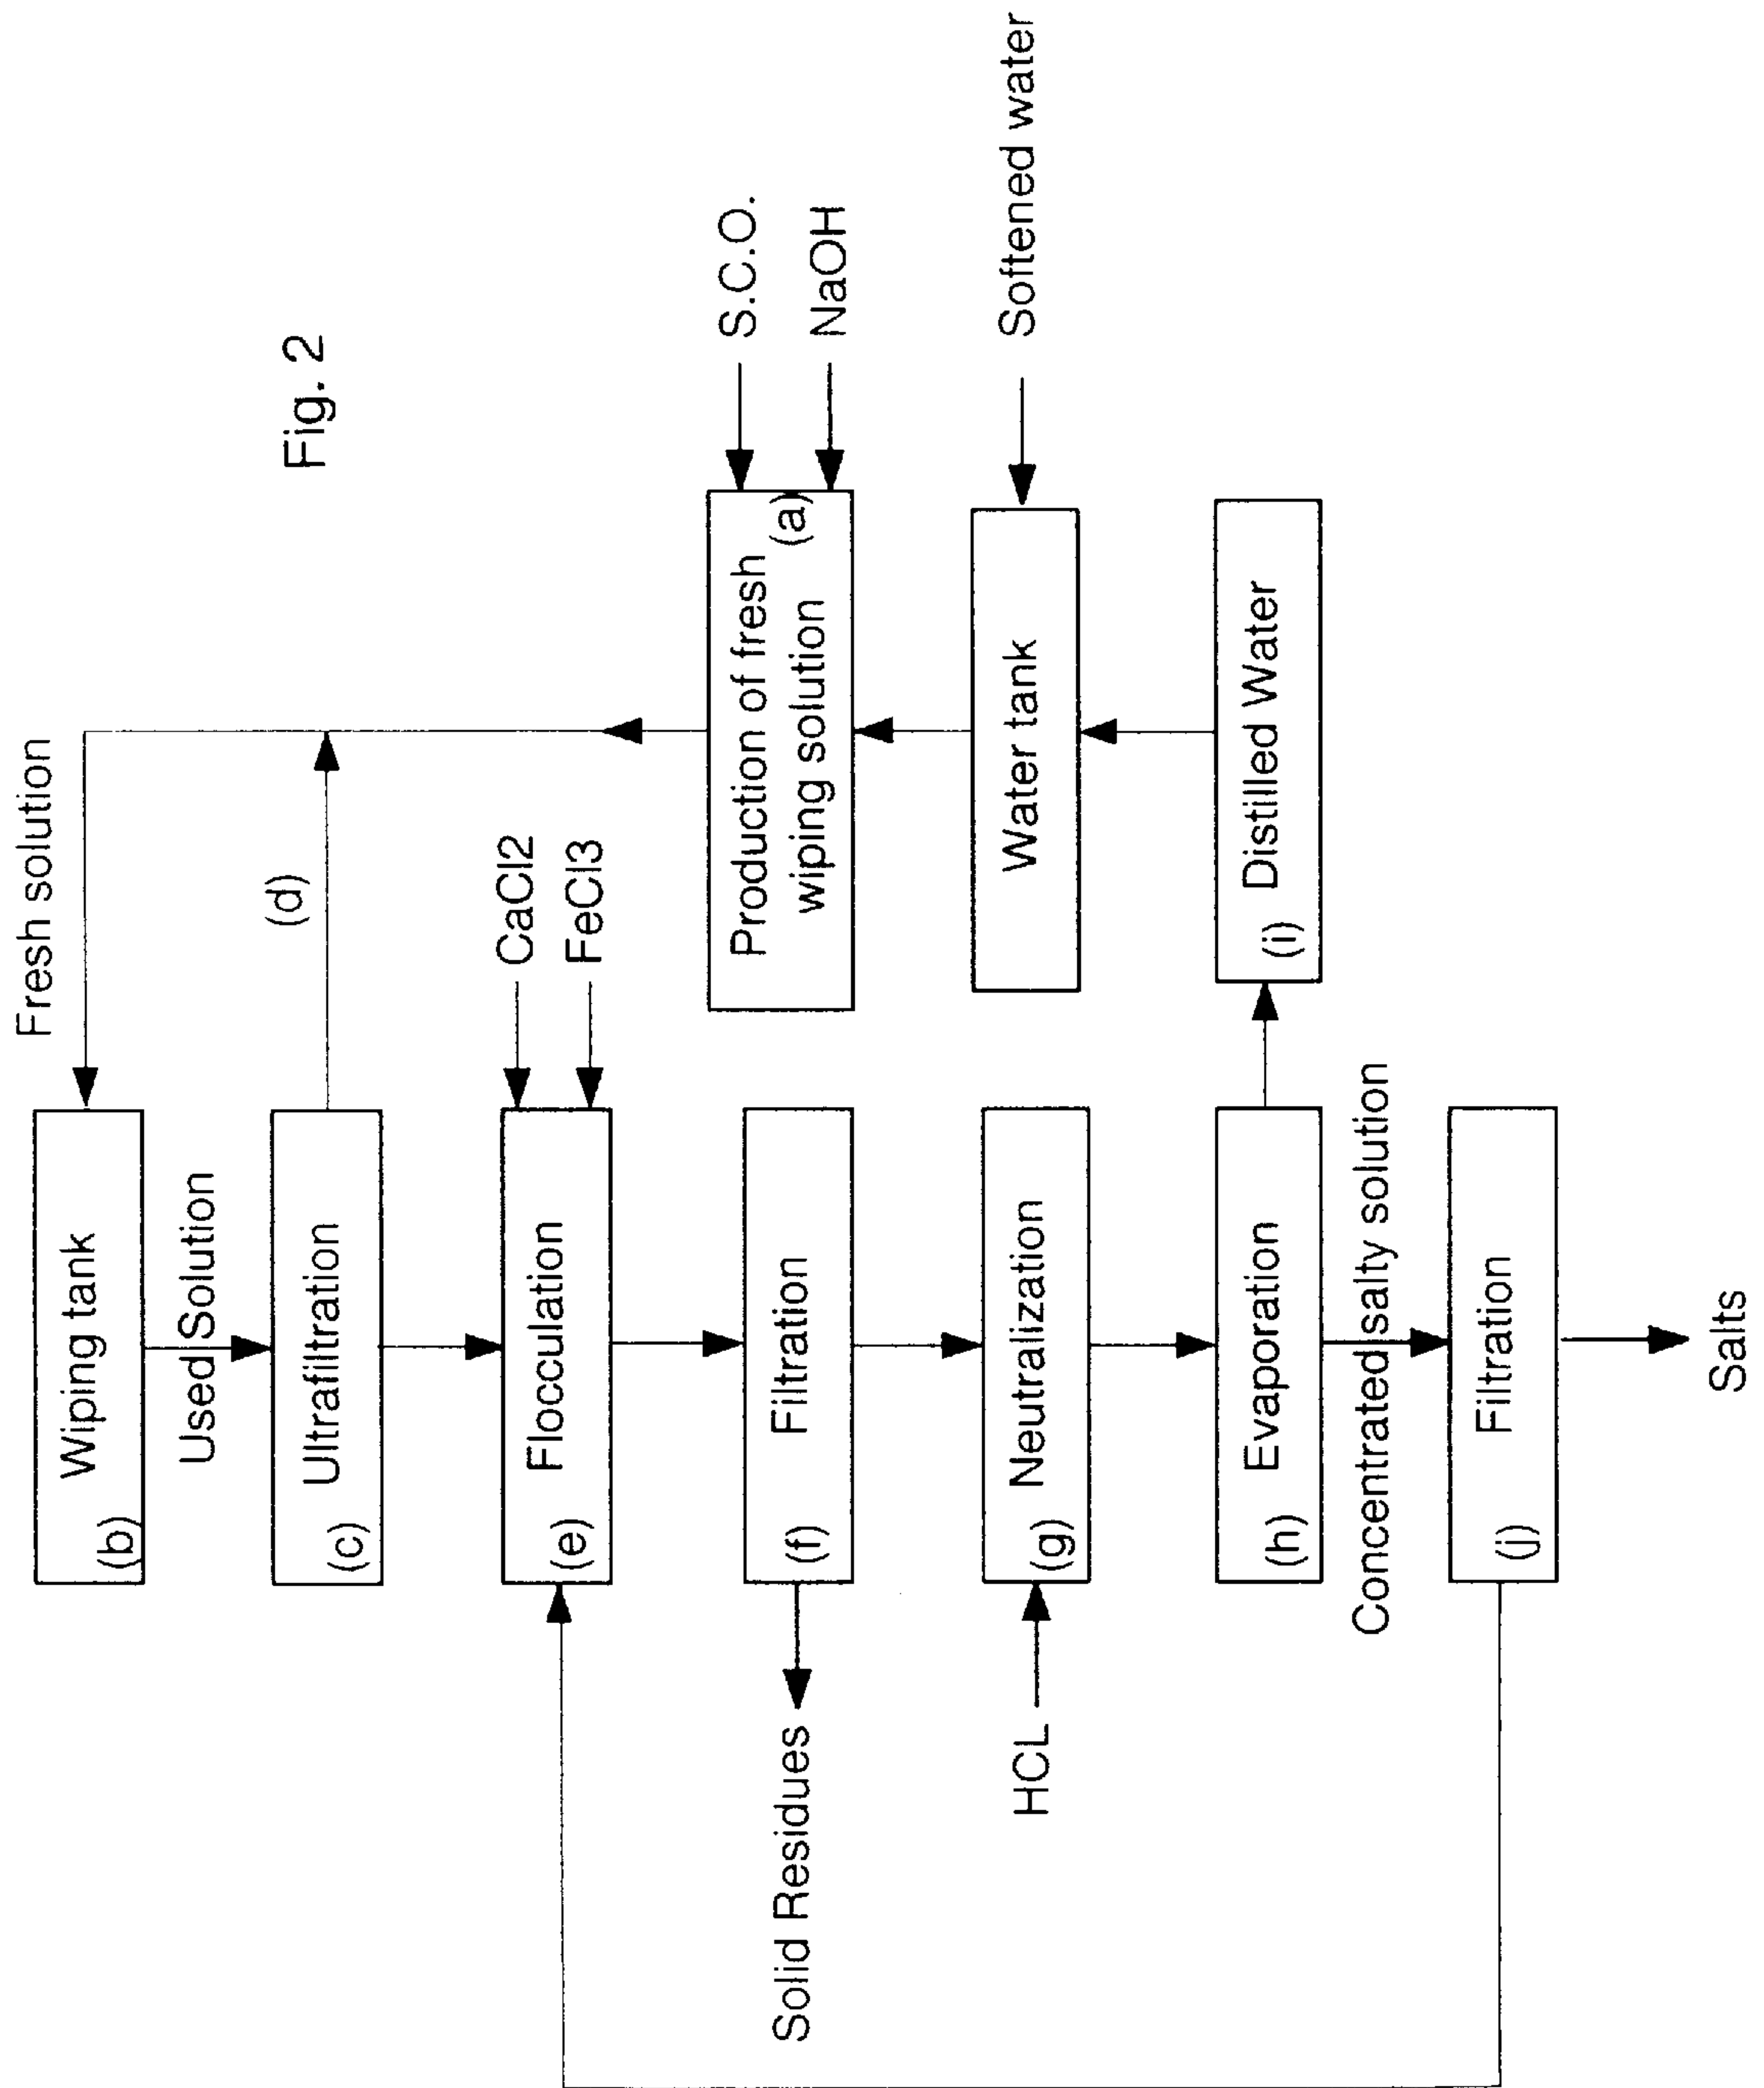 Fig. 2
Fresh solution
Wiping tank
(b)
Used Solution
(d)
Ultrafiltration
(c)
CaCl2
FeCl3
Flocculation
(e)
S.C.O.
NaOH
Production of fresh
wiping solution
(a)
Filtration
(f)
Solid Residues
Softened water
Water tank
Neutralization
(g)
HCL
Distilled Water
(i)
Evaporation
(h)
Concentrated salty solution
Filtration
(j)
Salts